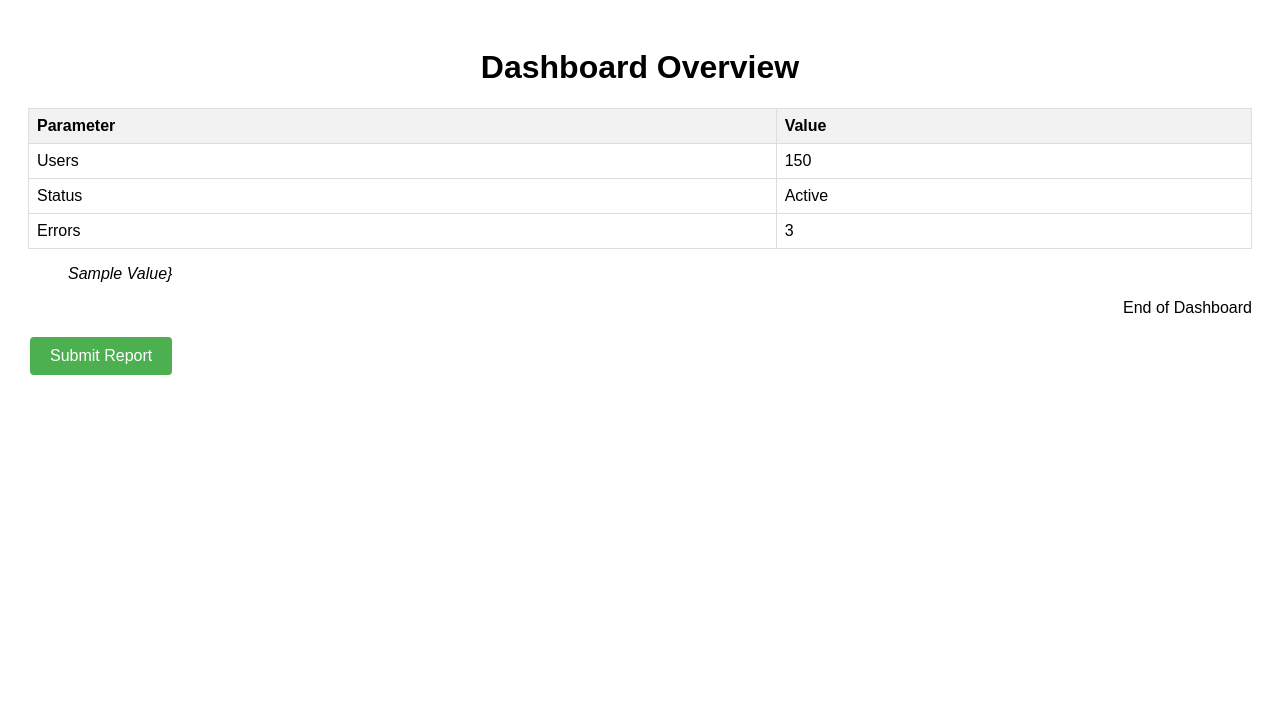 Dashboard Overview
Parameter Value
Users 150
Status Active
Errors 3
Sample Value}
End of Dashboard
Submit Report